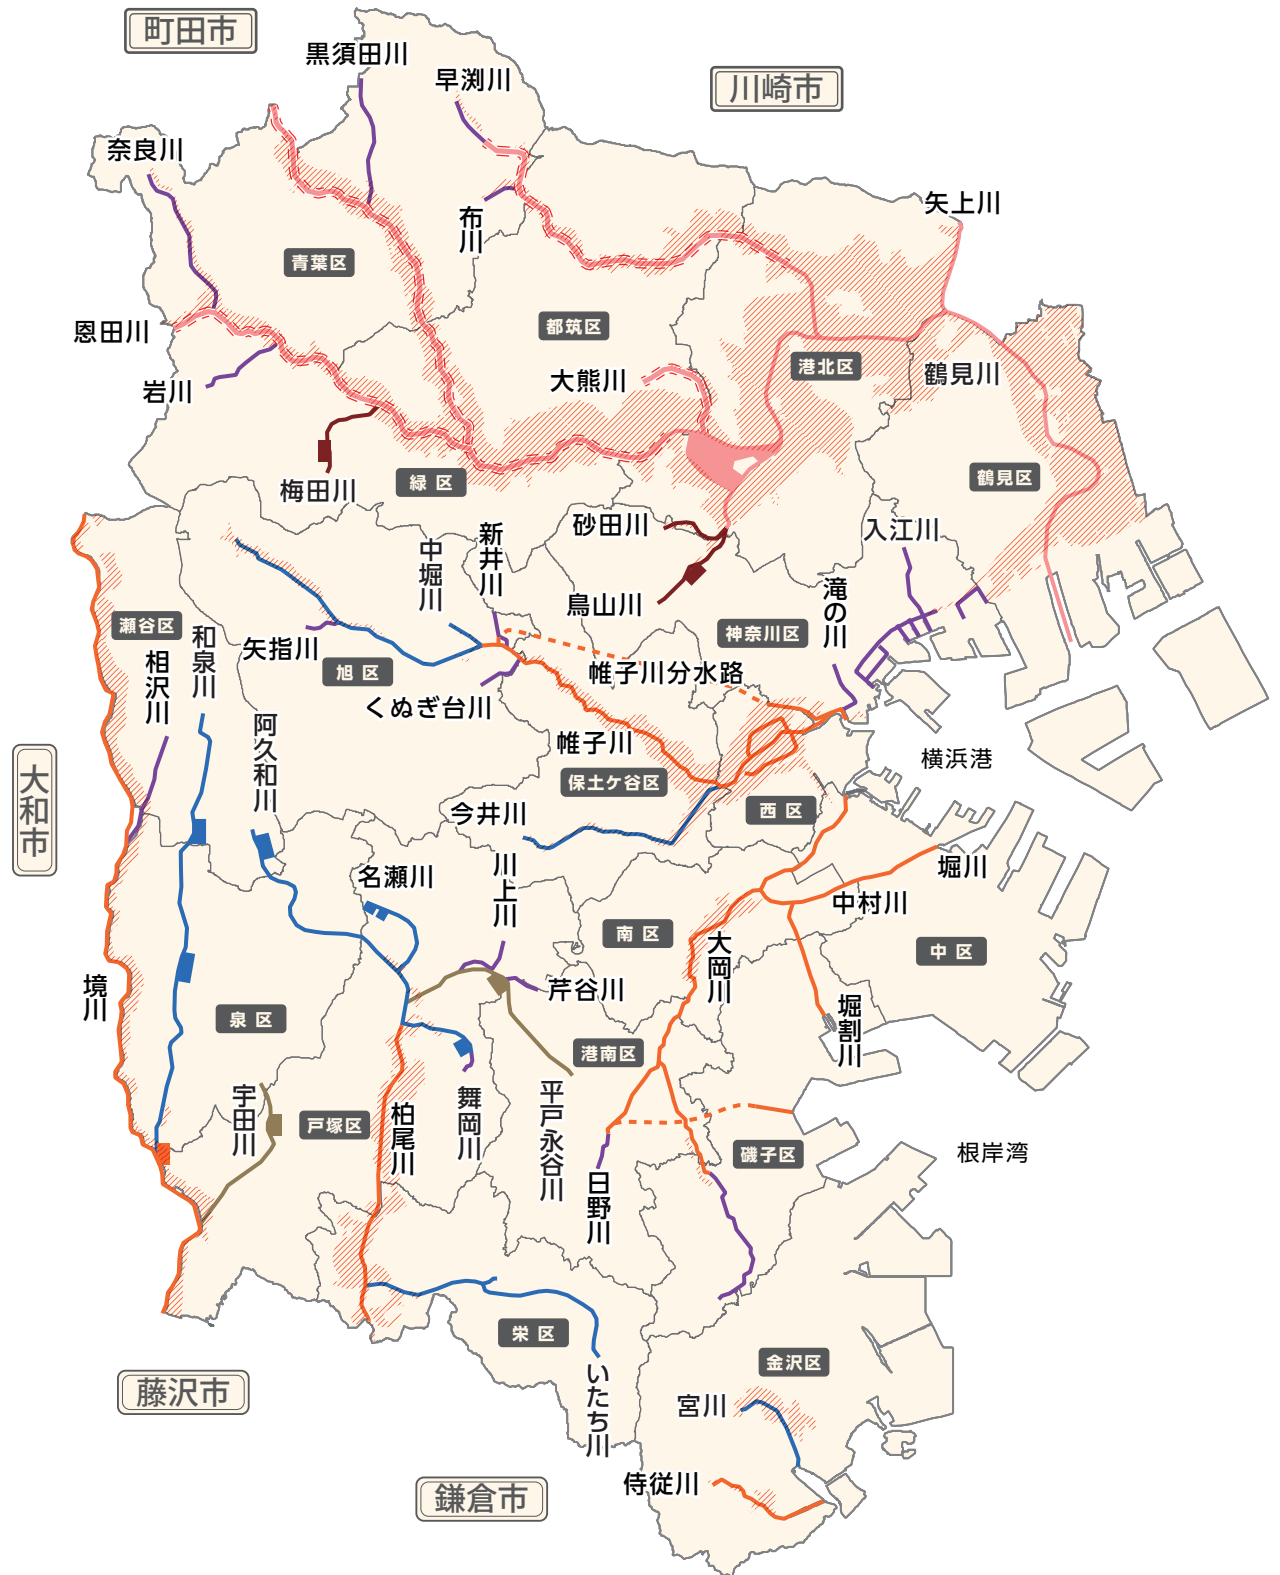 町田市
黒須田川
早渕川
川崎市
奈良川
矢上川
布川
青葉区
恩田川
都筑区
大熊川
港北区
鶴見川
岩川
梅田川
緑区
鶴見区
砂田川
入江川
新井川
中堀川
鳥山川
滝の川
神奈川区
瀬谷区
和泉川
矢指川
旭区
相沢川
帷子川分水路
くぬぎ台川
阿久和川
帷子川
横浜港
保土ケ谷区
大和市
今井川
西区
川上川
名瀬川
堀川
中村川
南区
大岡川
中区
境川
芹谷川
堀割川
泉区
港南区
宇田川
戸塚区
柏尾川
舞岡川
平戸永谷川
日野川
磯子区
根岸湾
栄区
金沢区
藤沢市
いたち川
宮川
侍従川
鎌倉市